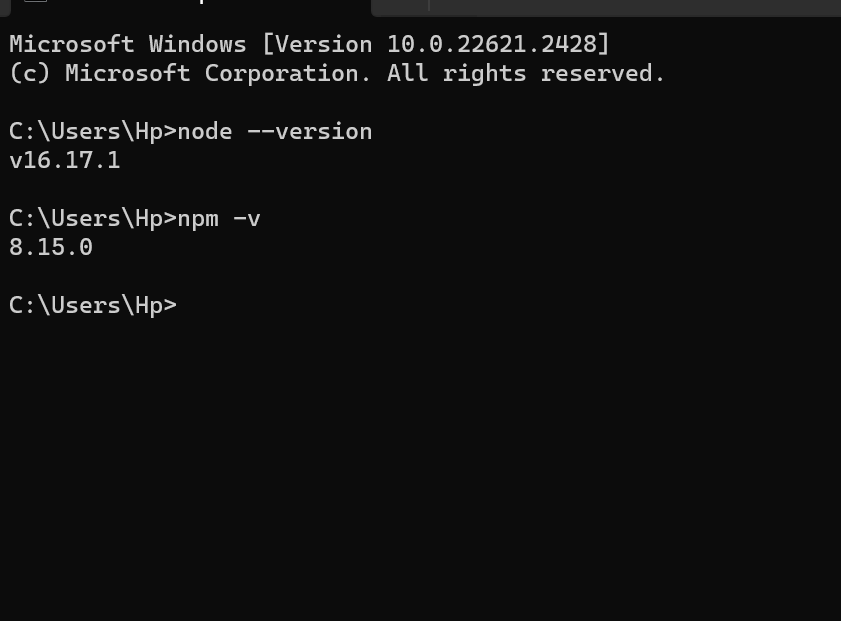 Microsoft Windows [Version 10.0.22621.2428]
(c) Microsoft Corporation. All rights reserved.
C:\Users\Hp>node --version
v16.17.1
C:\Users\Hp>npm -v
8.15.0
C:\Users\Hp>